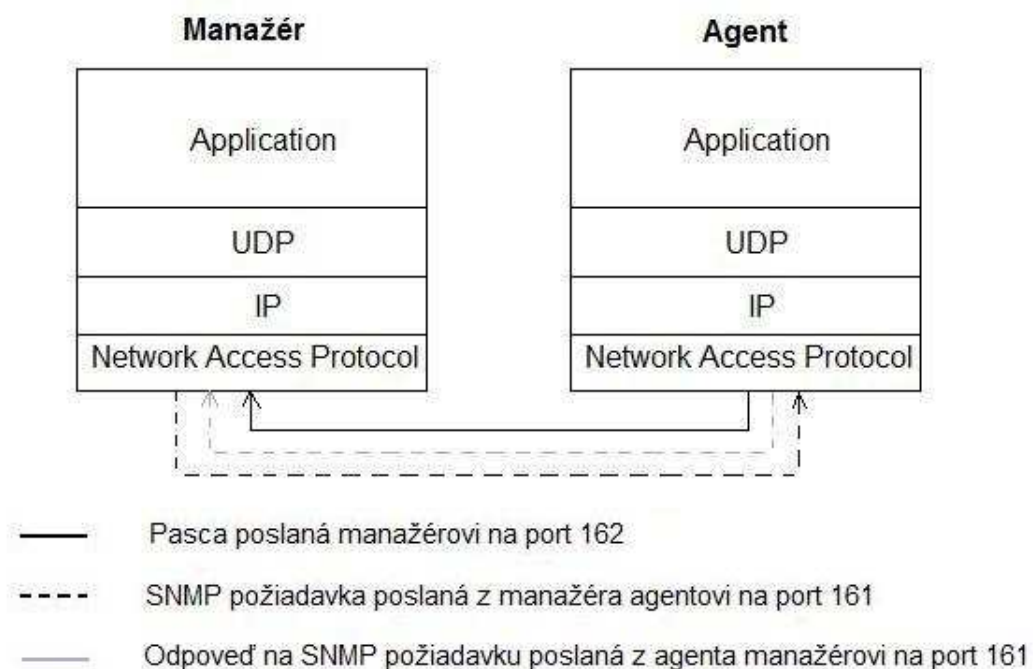 Manažér
Agent
Application
Application
UDP
UDP
IP
IP
Network Access Protocol
Network Access Protocol
Pasca poslaná manažérovi na port 162
SNMP požiadavka poslaná z manažéra agentovi na port 161
Odpoveď na SNMP požiadavku poslaná z agenta manažérovi na port 161